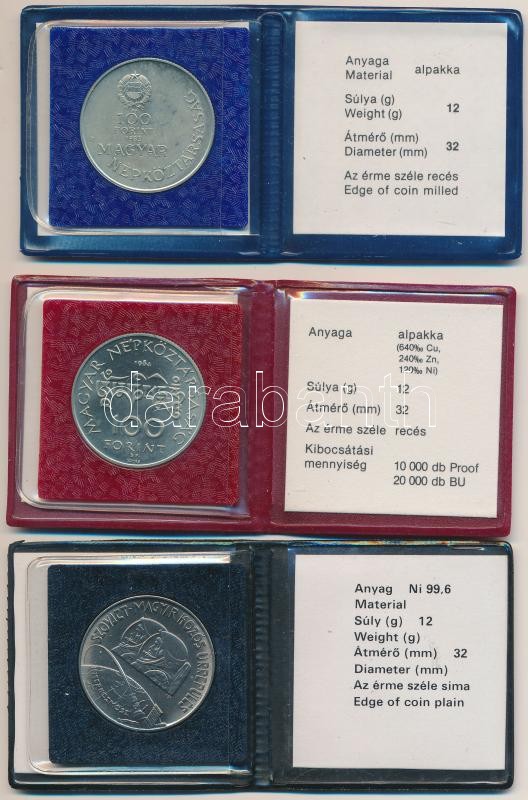 100
FORINT
MAGYAR
NÉPKÖZTÁRSASÁG
Anyaga alpakka
Material
Súlya (g) 12
Weight (g)
Átmérő (mm) 32
Diameter (mm)
Az érme széle recés
Edge of coin milled
MAGYAR NÉPKÖZTÁRSASÁG
1984
100
FORINT
Anyaga alpakka
(640‰ Cu,
240‰ Zn,
120‰ Ni)
Súlya (g) 12
Átmérő (mm) 32
Az érme széle recés
Kibocsátási
mennyiség 10 000 db Proof
20 000 db BU
darabanth
SZOVJET-MAGYAR KÖZÖS ŰRREPÜLÉS
INTERKOZMOSZ
Anyag Ni 99,6
Material
Súly (g) 12
Weight (g)
Átmérő (mm) 32
Diameter (mm)
Az érme széle sima
Edge of coin plain